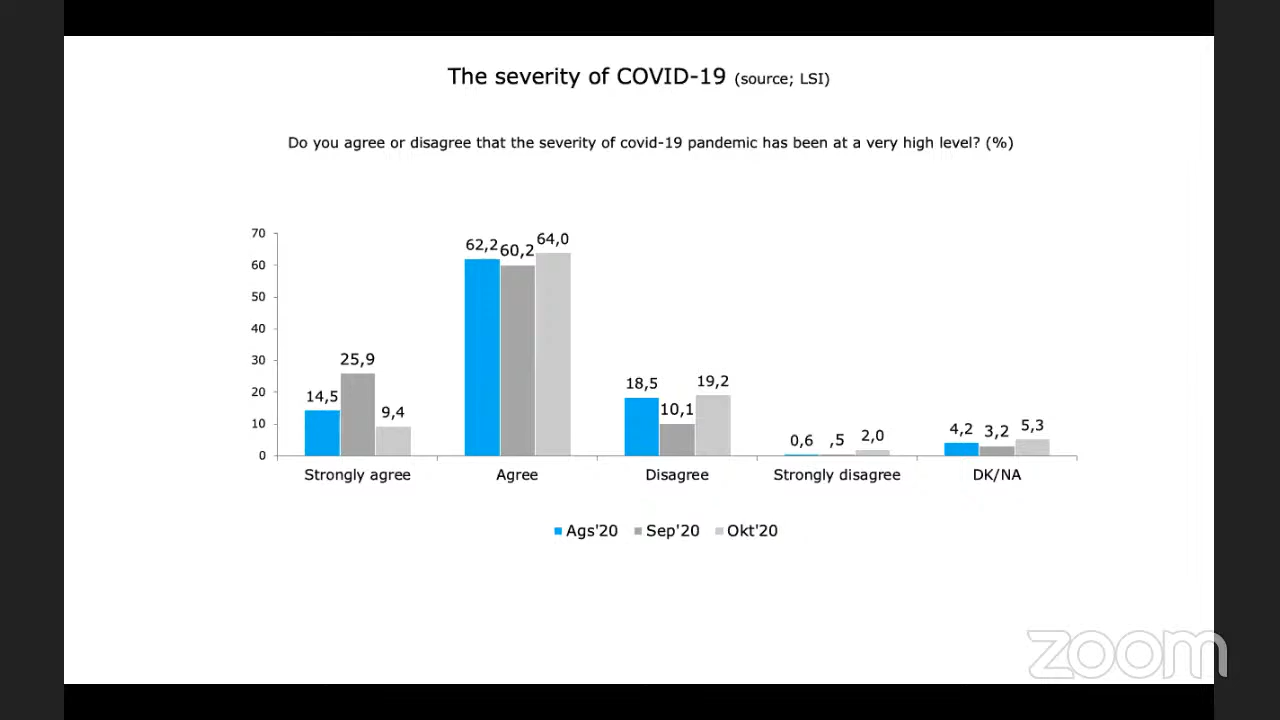 The severity of COVID-19 (source; LSI)
Do you agree or disagree that the severity of covid-19 pandemic has been at a very high level? (%)
70
60
50
40
30
20
10
0
14,5
25,9
9,4
62,2
60,2
64,0
18,5
10,1
19,2
0,6
,5
2,0
4,2
3,2
5,3
Strongly agree
Agree
Disagree
Strongly disagree
DK/NA
Ags'20 Sep'20 Okt'20
zoom